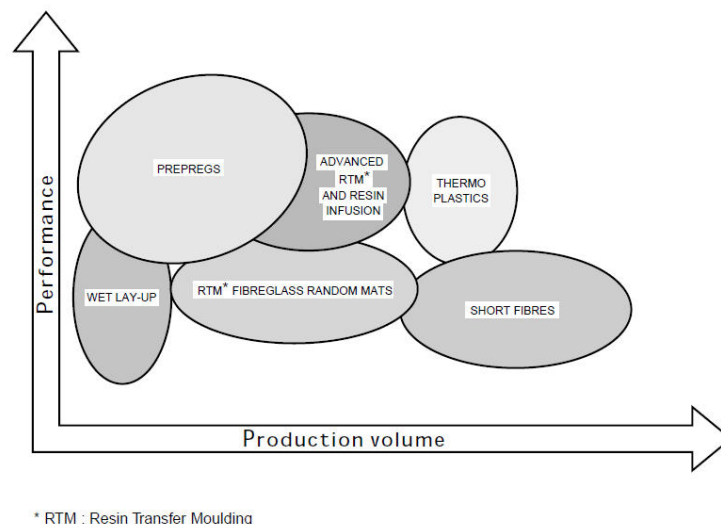 Performance
PREPREGS
ADVANCED
RTM*
AND RESIN
INFUSION
THERMO
PLASTICS
WET LAY-UP
RTM* FIBREGLASS RANDOM MATS
SHORT FIBRES
Production volume
* RTM : Resin Transfer Moulding